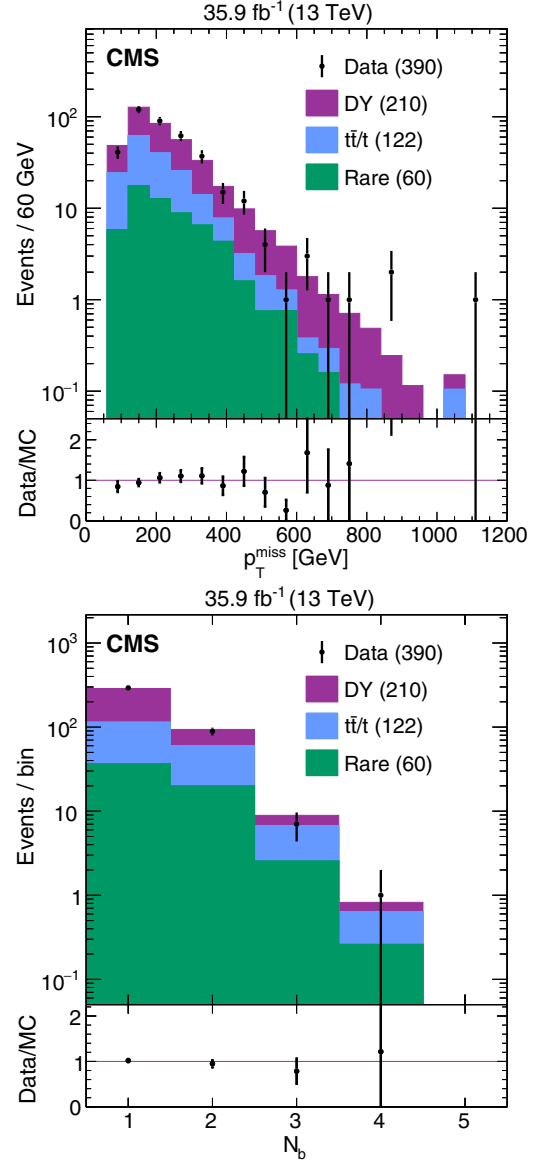 35.9 fb⁻¹ (13 TeV)
CMS
Data (390)
DY (210)
tt̄/t (122)
Rare (60)
Events / 60 GeV
10²
10
1
10⁻¹
Data/MC
2
1
0
0 200 400 600 800 1000 1200
p_T^miss [GeV]
35.9 fb⁻¹ (13 TeV)
CMS
Data (390)
DY (210)
tt̄/t (122)
Rare (60)
Events / bin
10³
10²
10
1
10⁻¹
Data/MC
2
1
0
1 2 3 4 5
N_b